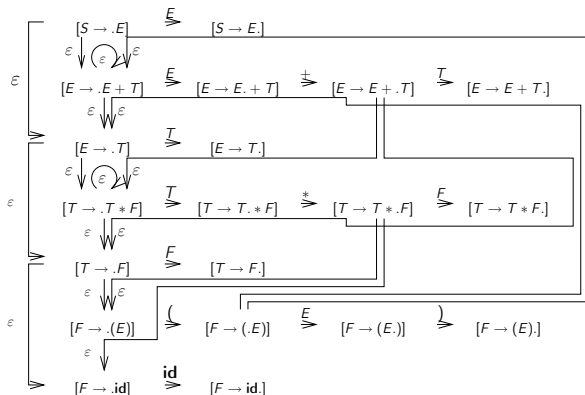 E
[S → .E] [S → E.]
ε ε ε
ε E + T
[E → .E + T] [E → E. + T] [E → E + .T] [E → E + T.]
ε ε
T
[E → .T] [E → T.]
ε ε ε
ε T * F
[T → .T ∗ F] [T → T. ∗ F] [T → T ∗ .F] [T → T ∗ F.]
ε ε
F
[T → .F] [T → F.]
ε ε
ε ( E )
[F → .(E)] [F → (.E)] [F → (E.)] [F → (E).]
ε
id
[F → .id] [F → id.]